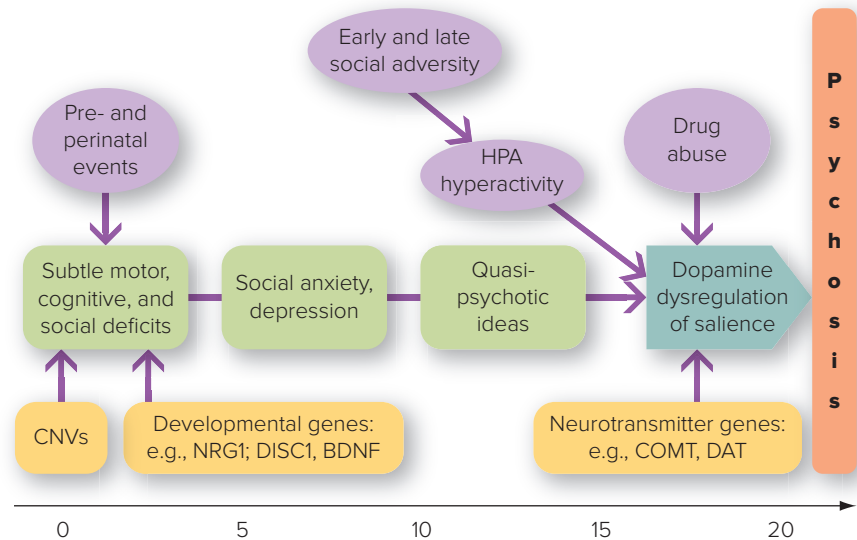 Early and late
social adversity
Pre- and
perinatal
events
HPA
hyperactivity
Drug
abuse
Subtle motor,
cognitive, and
social deficits
Social anxiety,
depression
Quasi-
psychotic
ideas
Dopamine
dysregulation
of salience
CNVs
Developmental genes:
e.g., NRG1; DISC1, BDNF
Neurotransmitter genes:
e.g., COMT, DAT
P
s
y
c
h
o
s
i
s
0 5 10 15 20